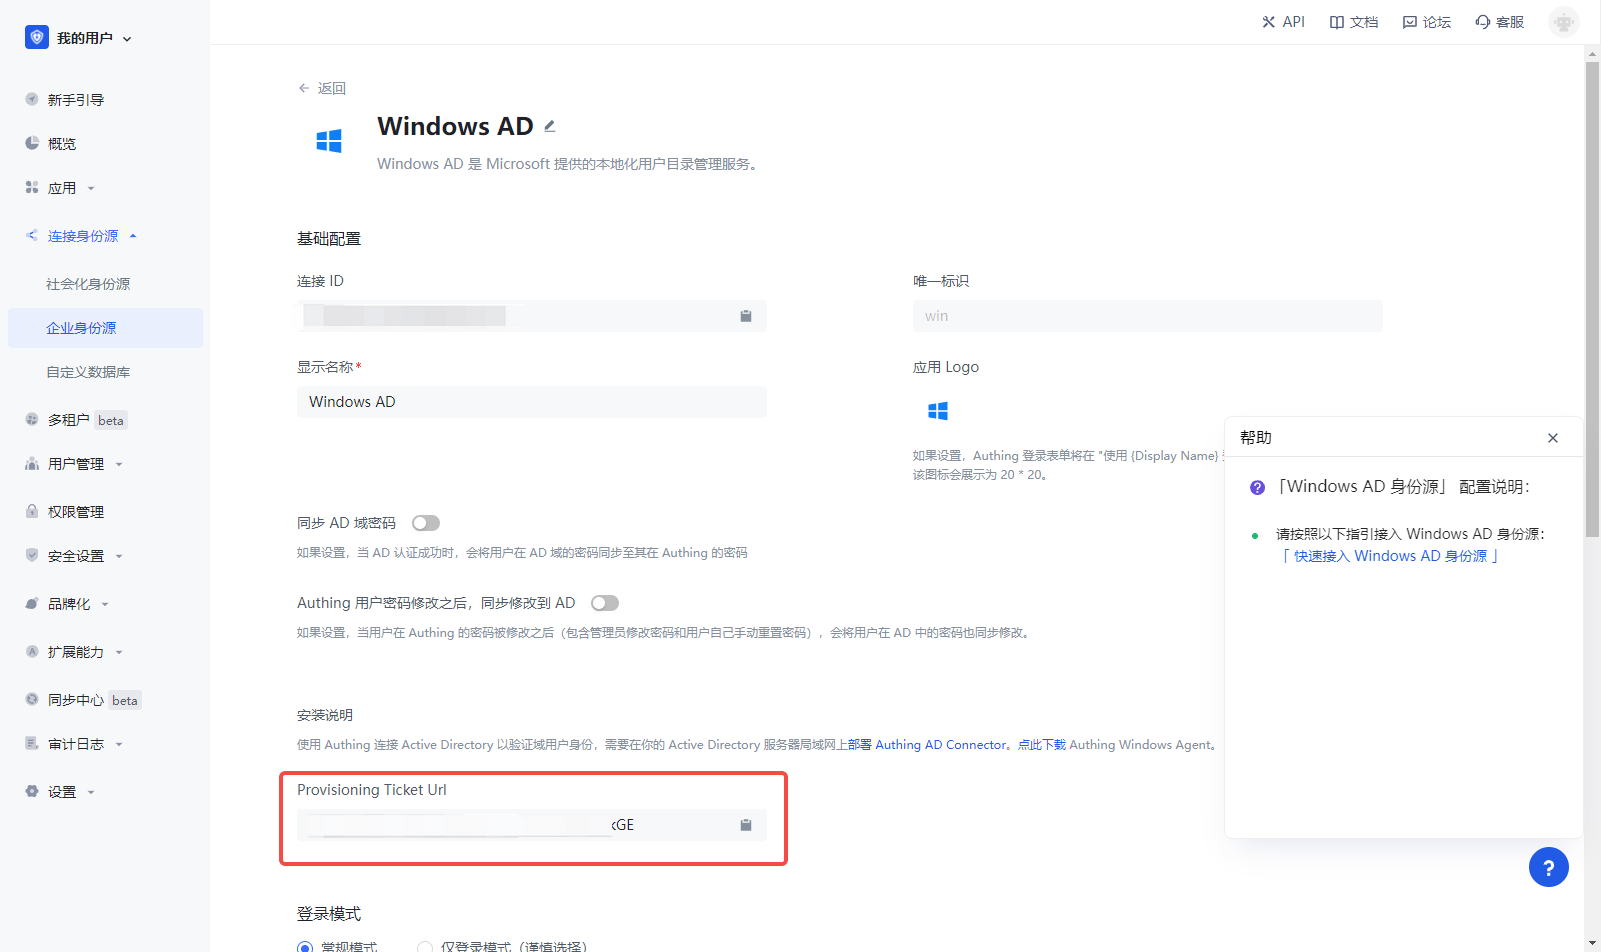 我的用户
API
文档
论坛
客服
新手引导
概览
应用
连接身份源
社会化身份源
企业身份源
自定义数据库
多租户 beta
用户管理
权限管理
安全设置
品牌化
扩展能力
同步中心 beta
审计日志
设置
返回
Windows AD
Windows AD 是 Microsoft 提供的本地化用户目录管理服务。
基础配置
连接 ID
唯一标识
win
显示名称*
Windows AD
应用 Logo
如果设置，Authing 登录表单将在 "使用 {Display Name}
该图标会展示为 20 * 20。
同步 AD 域密码
如果设置，当 AD 认证成功时，会将用户在 AD 域的密码同步至其在 Authing 的密码
Authing 用户密码修改之后，同步修改到 AD
如果设置，当用户在 Authing 的密码被修改之后（包含管理员修改密码和用户自己手动重置密码），会将用户在 AD 中的密码也同步修改。
安装说明
使用 Authing 连接 Active Directory 以验证域用户身份，需要在你的 Active Directory 服务器局域网上部署 Authing AD Connector。点此下载 Authing Windows Agent。
Provisioning Ticket Url
GE
登录模式
常规模式
仅登录模式（谨慎选择）
帮助
「Windows AD 身份源」 配置说明：
请按照以下指引接入 Windows AD 身份源：
「 快速接入 Windows AD 身份源 」